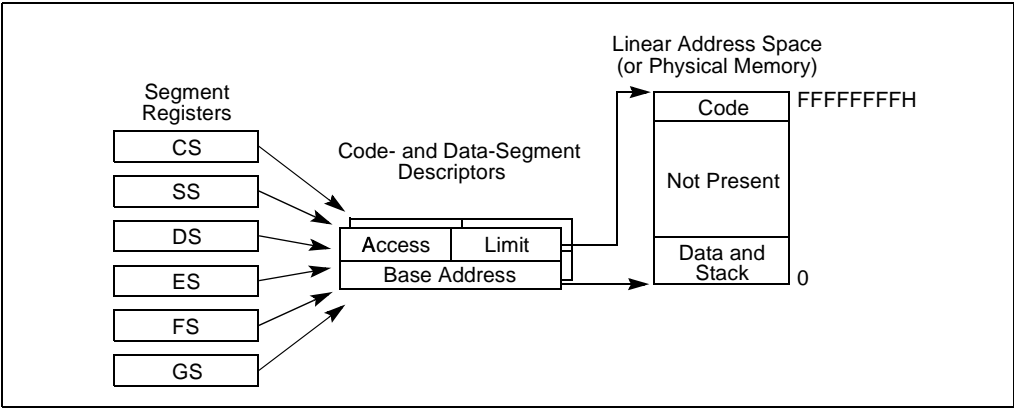 Segment
Registers
CS
SS
DS
ES
FS
GS
Code- and Data-Segment
Descriptors
Access
Limit
Base Address
Linear Address Space
(or Physical Memory)
Code
FFFFFFFFH
Not Present
Data and
Stack
0